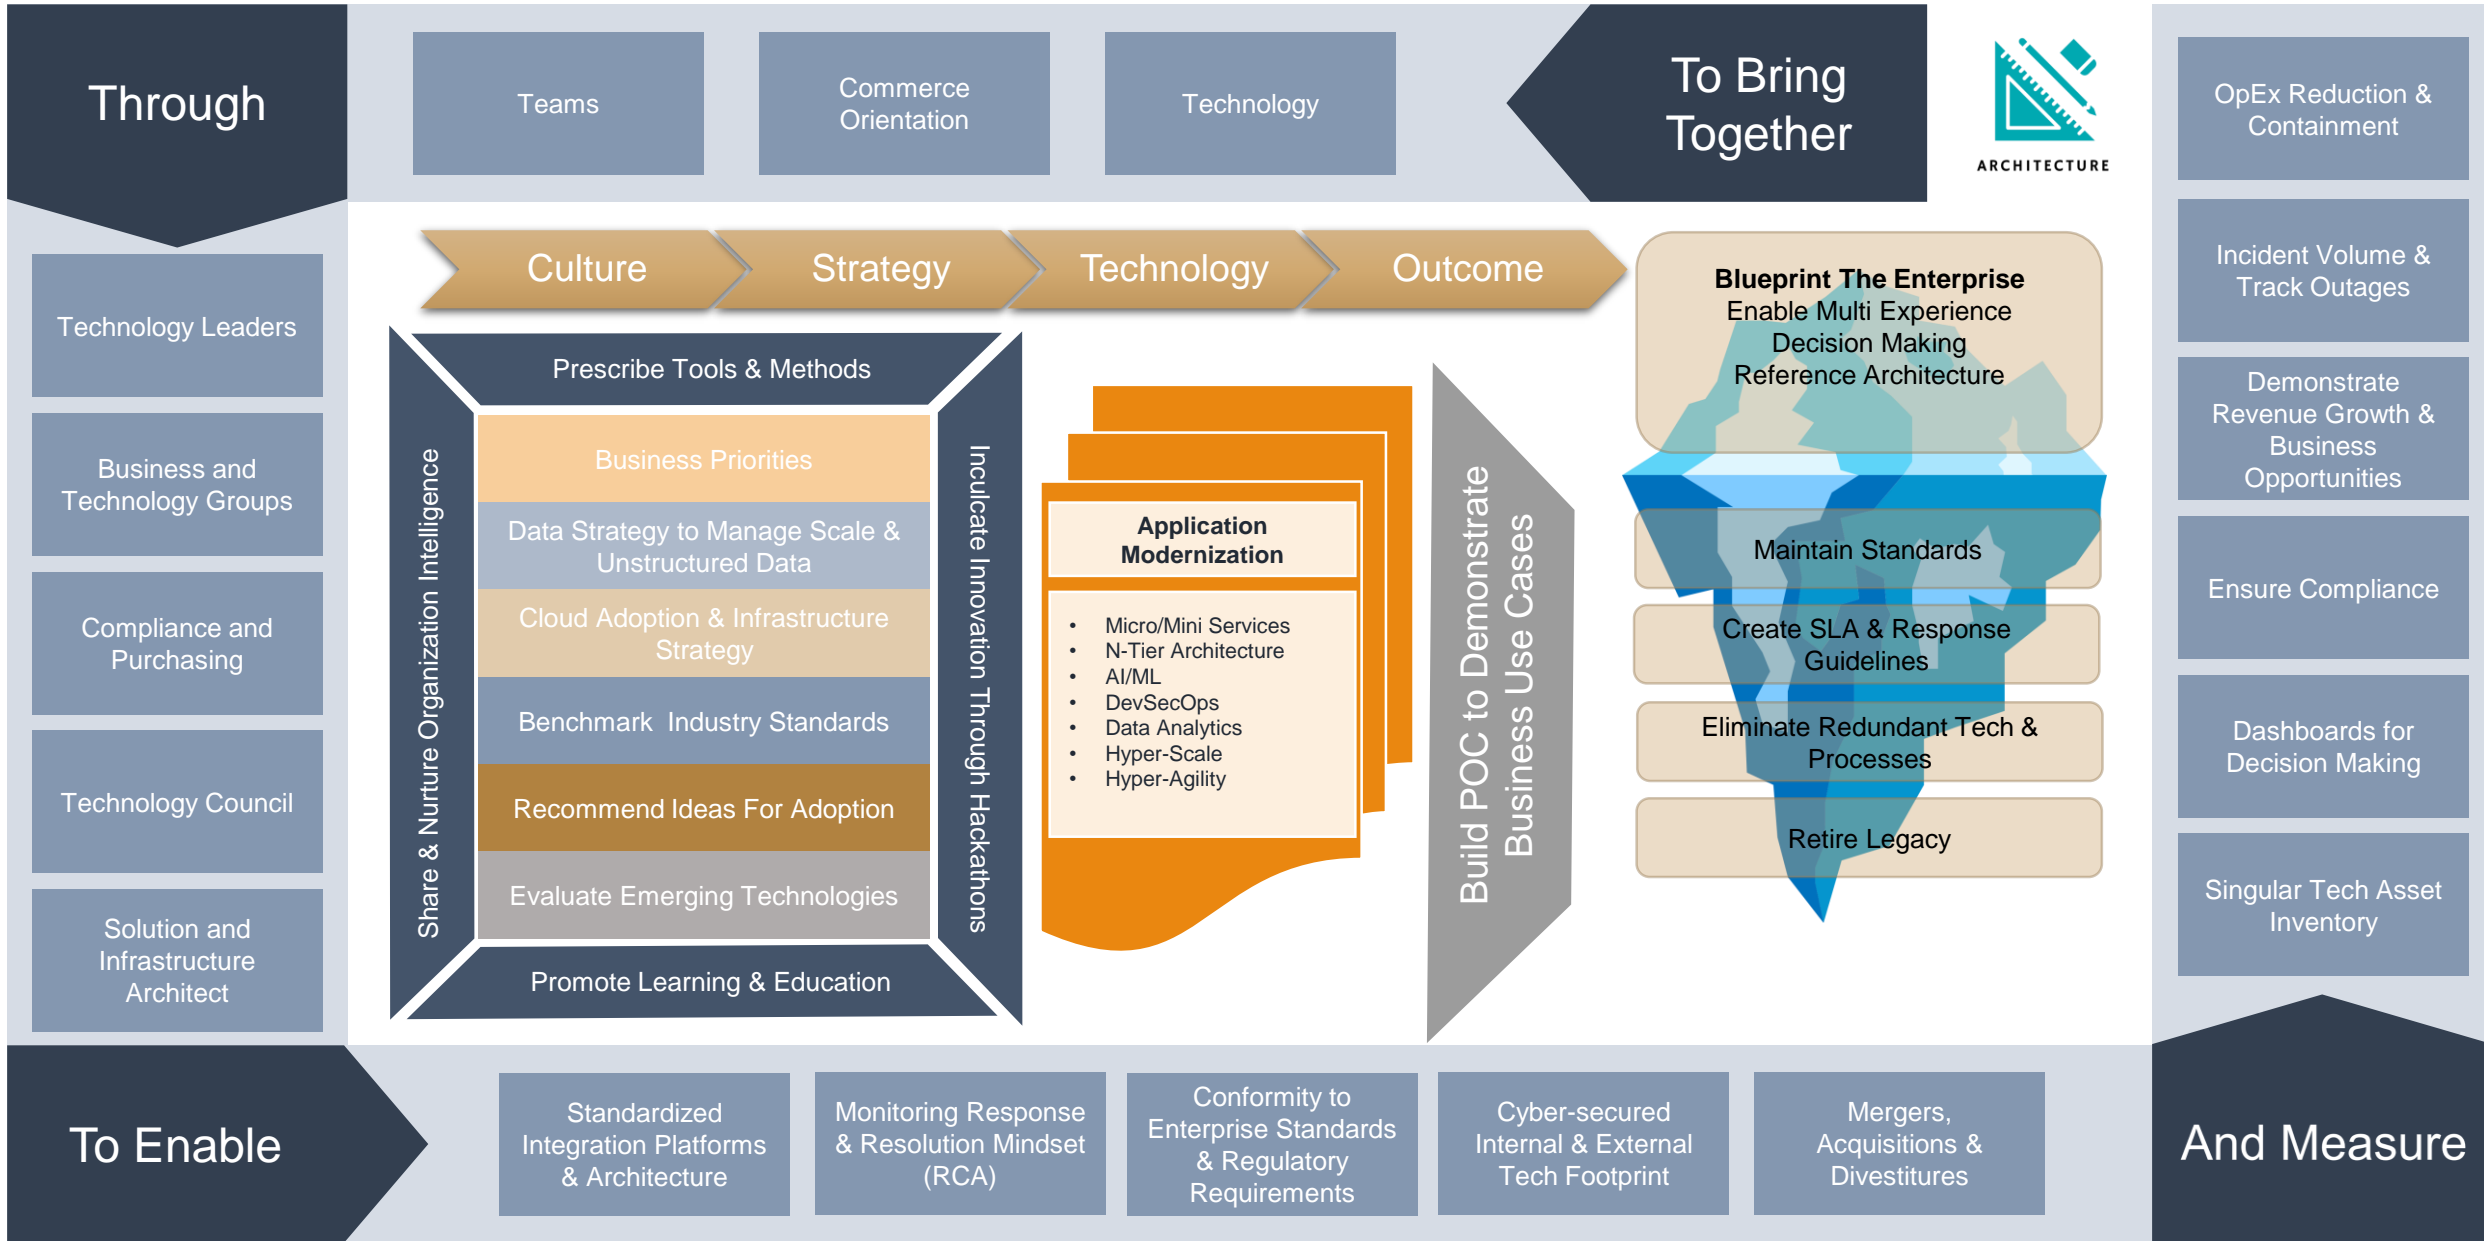 Through
Teams
Commerce
Orientation
Technology
To Bring
Together
ARCHITECTURE
Technology Leaders
Business and
Technology Groups
Compliance and
Purchasing
Technology Council
Solution and
Infrastructure
Architect
Culture
Strategy
Technology
Outcome
Prescribe Tools & Methods
Share & Nurture Organization Intelligence
Business Priorities
Data Strategy to Manage Scale &
Unstructured Data
Cloud Adoption & Infrastructure
Strategy
Benchmark  Industry Standards
Recommend Ideas For Adoption
Evaluate Emerging Technologies
Inculcate Innovation Through Hackathons
Promote Learning & Education
Application
Modernization
• Micro/Mini Services
• N-Tier Architecture
• AI/ML
• DevSecOps
• Data Analytics
• Hyper-Scale
• Hyper-Agility
Build POC to Demonstrate
Business Use Cases
Blueprint The Enterprise
Enable Multi Experience
Decision Making
Reference Architecture
Maintain Standards
Create SLA & Response
Guidelines
Eliminate Redundant Tech &
Processes
Retire Legacy
OpEx Reduction &
Containment
Incident Volume &
Track Outages
Demonstrate
Revenue Growth &
Business
Opportunities
Ensure Compliance
Dashboards for
Decision Making
Singular Tech Asset
Inventory
To Enable
Standardized
Integration Platforms
& Architecture
Monitoring Response
& Resolution Mindset
(RCA)
Conformity to
Enterprise Standards
& Regulatory
Requirements
Cyber-secured
Internal & External
Tech Footprint
Mergers,
Acquisitions &
Divestitures
And Measure